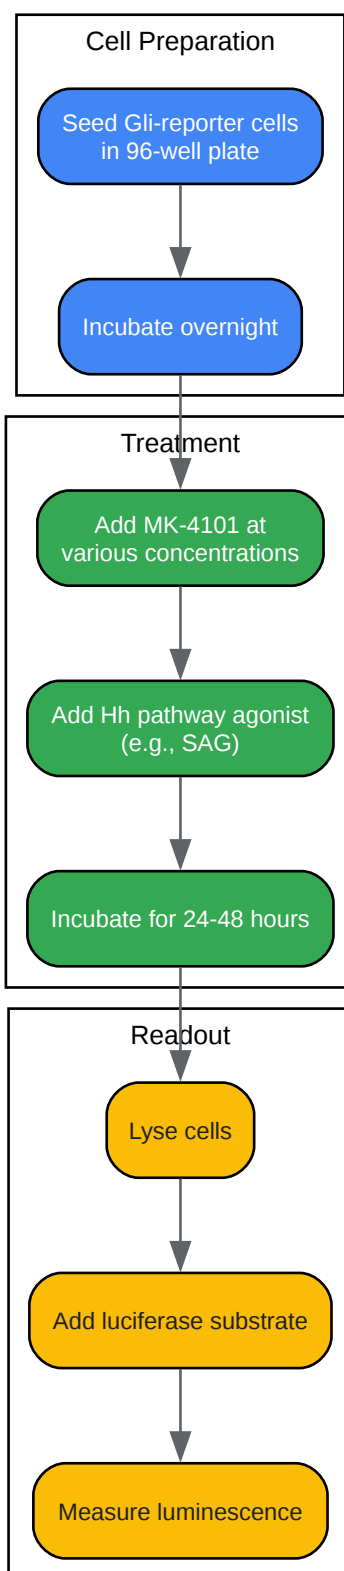 Cell Preparation
Seed Gli-reporter cells
in 96-well plate
Incubate overnight
Treatment
Add MK-4101 at
various concentrations
Add Hh pathway agonist
(e.g., SAG)
Incubate for 24-48 hours
Readout
Lyse cells
Add luciferase substrate
Measure luminescence